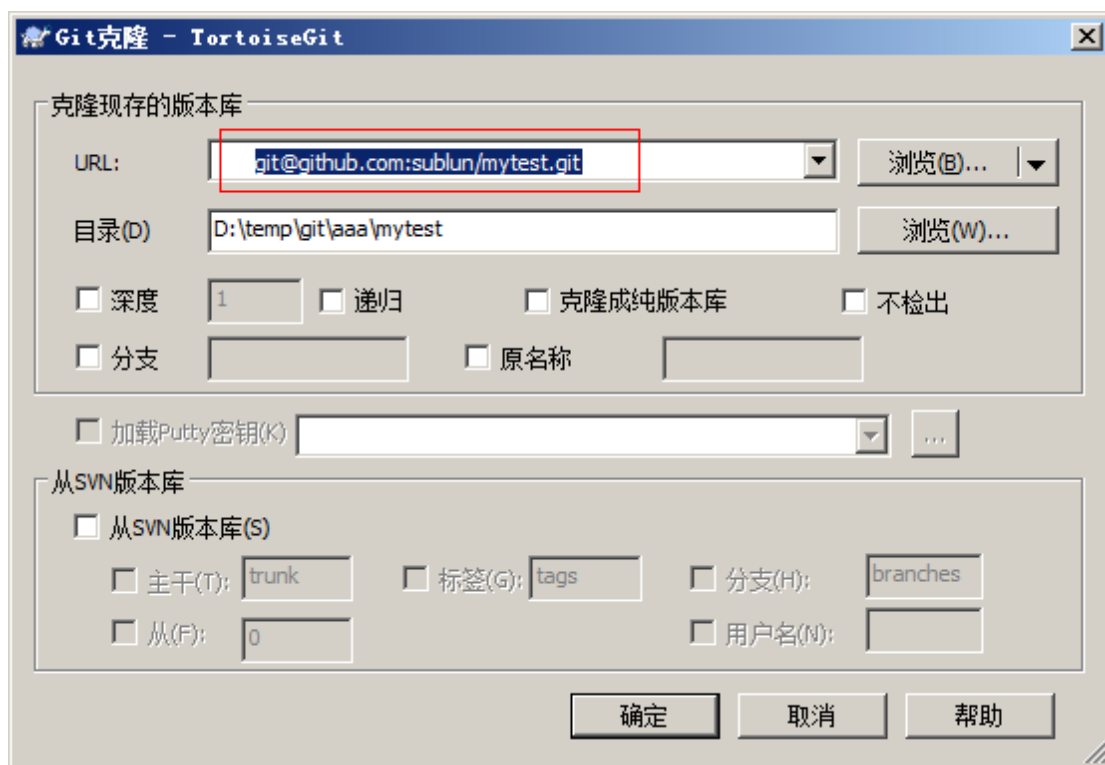 Git克隆 - TortoiseGit
克隆现存的版本库
URL: git@github.com:sublun/mytest.git 浏览(B)...
目录(D) D:\temp\git\aaa\mytest 浏览(W)...
深度 1 递归 克隆成纯版本库 不检出
分支 原名称
加载Putty密钥(K) ...
从SVN版本库
从SVN版本库(S)
主干(T): trunk 标签(G): tags 分支(H): branches
从(F): 0 用户名(N):
确定 取消 帮助